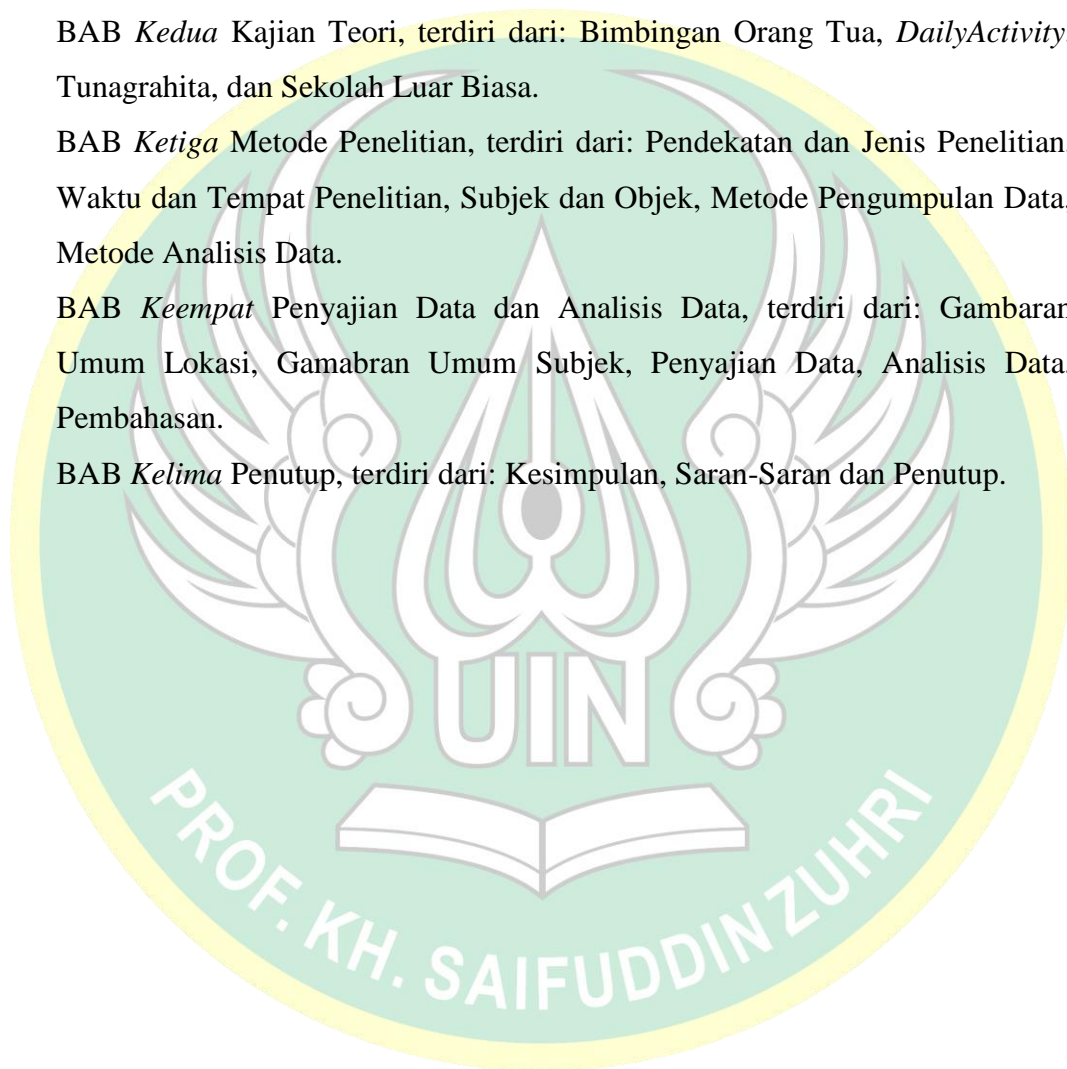 BAB Kedua Kajian Teori, terdiri dari: Bimbingan Orang Tua, DailyActivity,
Tunagrahita, dan Sekolah Luar Biasa.
BAB Ketiga Metode Penelitian, terdiri dari: Pendekatan dan Jenis Penelitian,
Waktu dan Tempat Penelitian, Subjek dan Objek, Metode Pengumpulan Data,
Metode Analisis Data.
BAB Keempat Penyajian Data dan Analisis Data, terdiri dari: Gambaran
Umum Lokasi, Gamabran Umum Subjek, Penyajian Data, Analisis Data,
Pembahasan.
BAB Kelima Penutup, terdiri dari: Kesimpulan, Saran-Saran dan Penutup.
UIN
PROF. KH. SAIFUDDIN ZUHRI